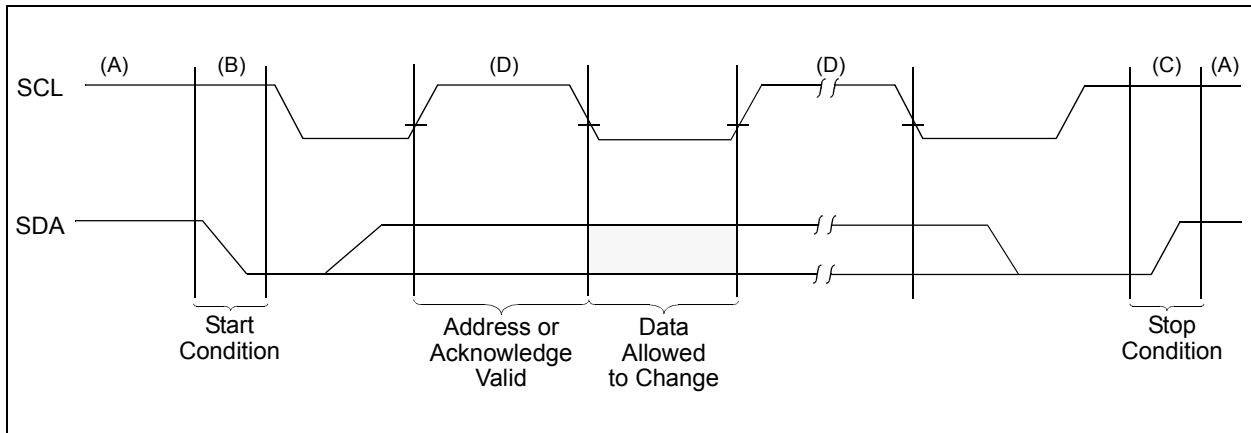 (A) (B) (D) (D) (C) (A)
SCL
SDA
Start
Condition
Address or
Acknowledge
Valid
Data
Allowed
to Change
Stop
Condition